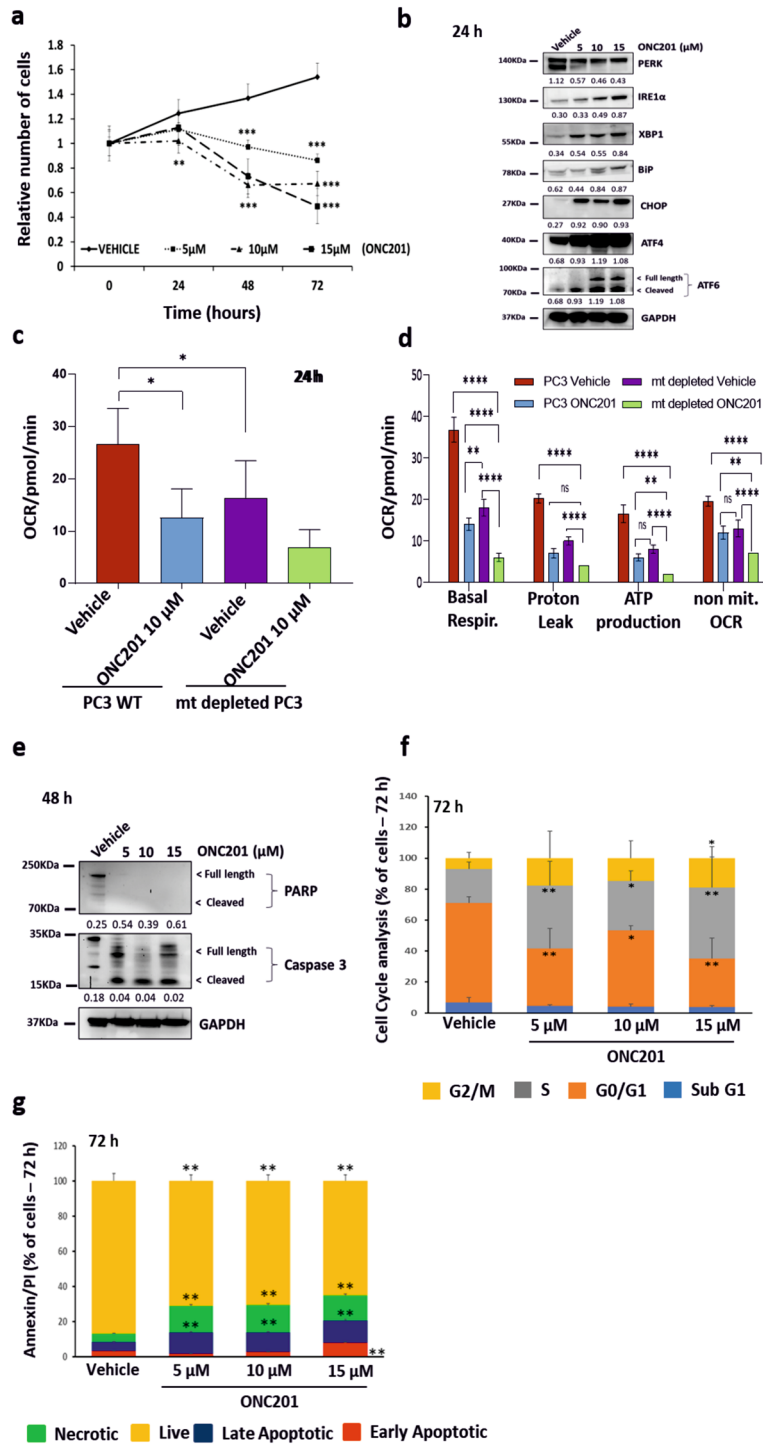 a
Relative number of cells
1.8
1.6
1.4
1.2
1
0.8
0.6
0.4
0.2
0
**
***
***
***
***
***
VEHICLE 5µM 10µM 15µM (ONC201)
0 24 48 72
Time (hours)
b
24 h
Vehicle 5 10 15 ONC201 (µM)
140KDa PERK
1.12 0.57 0.46 0.43
130KDa IRE1α
0.30 0.33 0.49 0.87
55KDa XBP1
0.34 0.54 0.55 0.84
78KDa BiP
0.62 0.44 0.84 0.87
27KDa CHOP
0.27 0.92 0.90 0.93
40KDa ATF4
0.68 0.93 1.19 1.08
100KDa < Full length
70KDa < Cleaved ATF6
0.68 0.93 1.19 1.08
37KDa GAPDH
c
24h
OCR/pmol/min
40
30
20
10
0
*
*
Vehicle
ONC201 10 µM
Vehicle
ONC201 10 µM
PC3 WT mt depleted PC3
d
PC3 Vehicle mt depleted Vehicle
PC3 ONC201 mt depleted ONC201
OCR/pmol/min
50
40
30
20
10
0
**** **** ** ****
**** ns ****
**** ** ns ****
**** ** ns ****
Basal Respir.
Proton Leak
ATP production
non mit. OCR
e
48 h
Vehicle 5 10 15 ONC201 (µM)
250KDa < Full length
PARP
70KDa < Cleaved
0.25 0.54 0.39 0.61
35KDa < Full length
Caspase 3
15KDa < Cleaved
0.18 0.04 0.04 0.02
37KDa GAPDH
f
72 h
Cell Cycle analysis (% of cells – 72 h)
140
120
100
80
60
40
20
0
** ** * * * ** **
Vehicle 5 µM 10 µM 15 µM
ONC201
G2/M S G0/G1 Sub G1
g
72 h
Annexin/PI (% of cells – 72 h)
120
100
80
60
40
20
0
** ** **
** ** **
** ** **
**
Vehicle 5 µM 10 µM 15 µM
ONC201
Necrotic Live Late Apoptotic Early Apoptotic